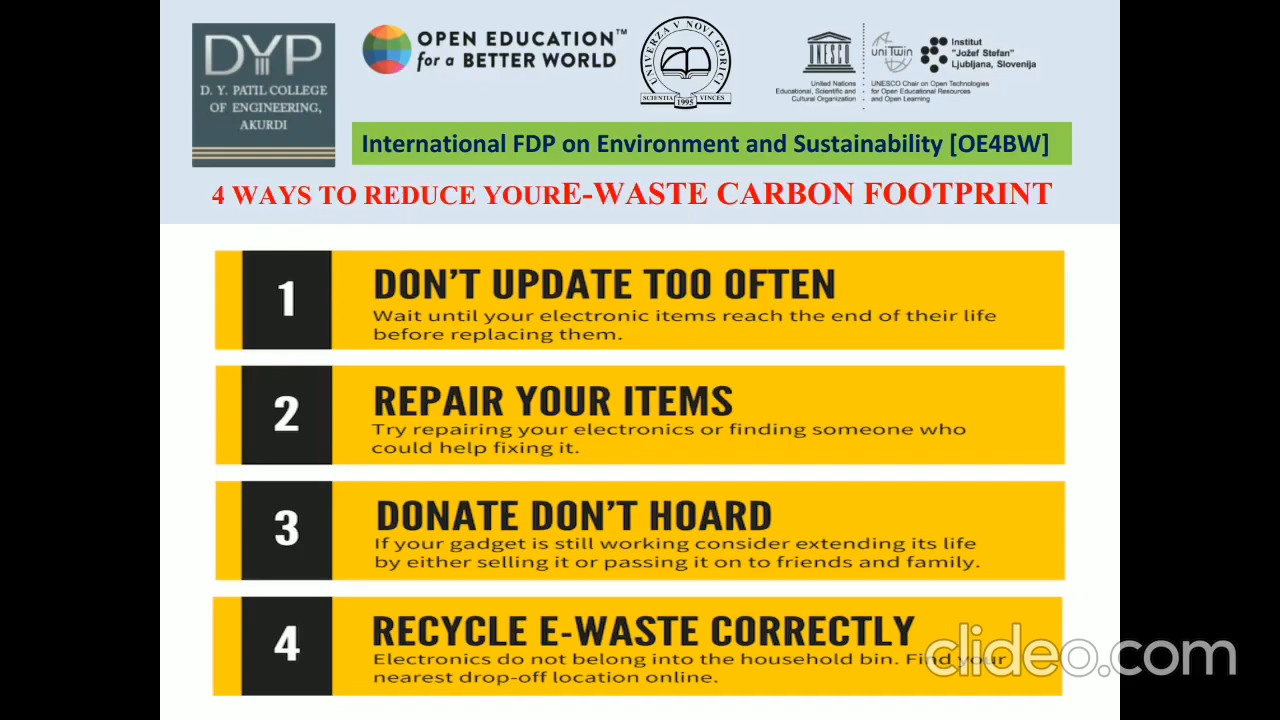 DYP
D. Y. PATIL COLLEGE
OF ENGINEERING,
AKURDI
OPEN EDUCATION™
for a BETTER WORLD
UNIVERZA V NOVI GORICI
SCIENTIA VINCES
1995
UNESCO
United Nations
Educational, Scientific and
Cultural Organization
uniTwin
Institut
"Jožef Stefan"
Ljubljana, Slovenija
UNESCO Chair on Open Technologies
for Open Educational Resources
and Open Learning
International FDP on Environment and Sustainability [OE4BW]
4 WAYS TO REDUCE YOURE-WASTE CARBON FOOTPRINT
1
DON'T UPDATE TOO OFTEN
Wait until your electronic items reach the end of their life
before replacing them.
2
REPAIR YOUR ITEMS
Try repairing your electronics or finding someone who
could help fixing it.
3
DONATE DON'T HOARD
If your gadget is still working consider extending its life
by either selling it or passing it on to friends and family.
4
RECYCLE E-WASTE CORRECTLY
Electronics do not belong into the household bin. Find your
nearest drop-off location online.
clideo.com